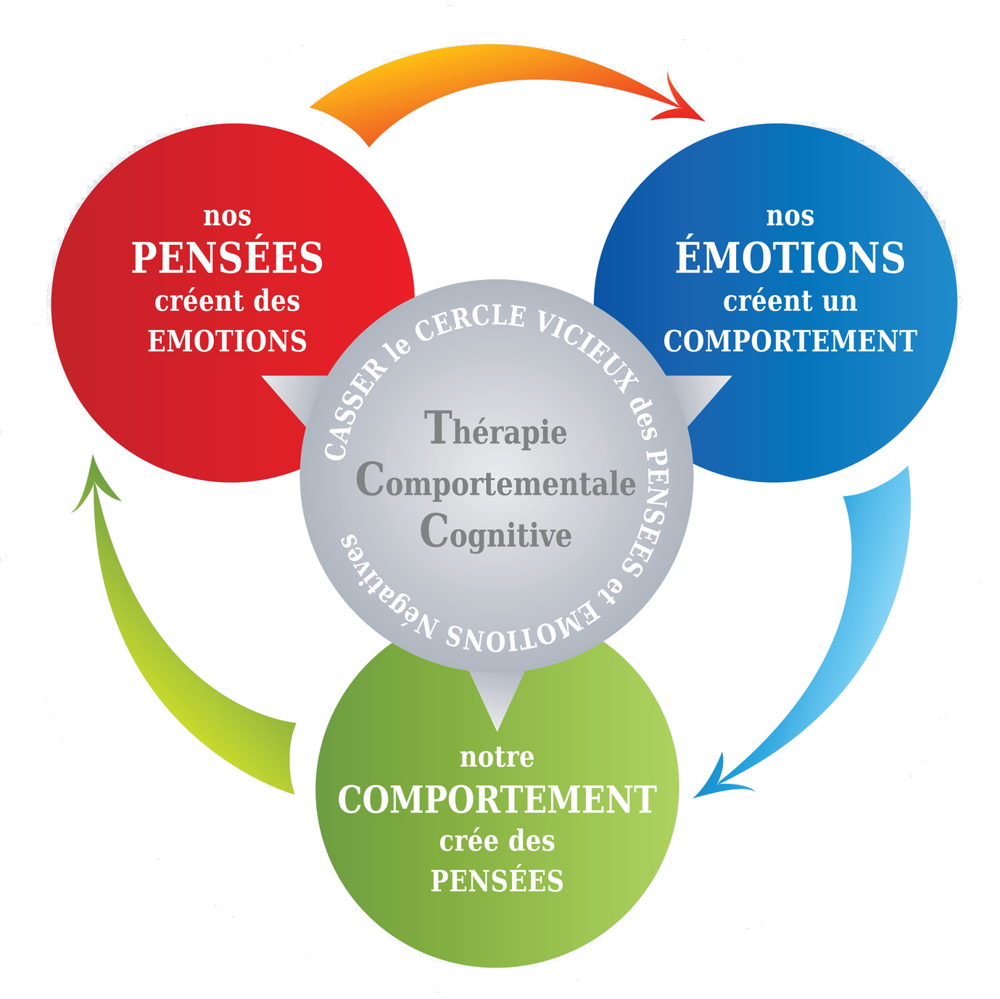 nos
PENSÉES
créent des
EMOTIONS
nos
ÉMOTIONS
créent un
COMPORTEMENT
CASSER le CERCLE VICIEUX des PENSEES et EMOTIONS Négatives
Thérapie
Comportementale
Cognitive
notre
COMPORTEMENT
crée des
PENSÉES